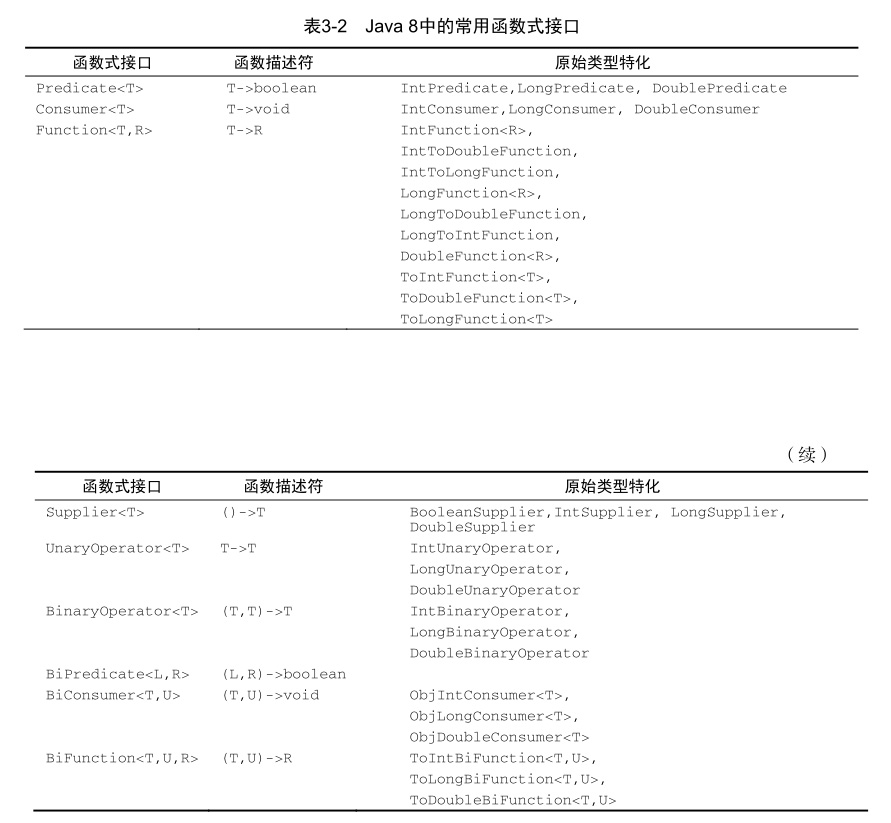 表3-2 Java 8中的常用函数式接口
函数式接口 函数描述符 原始类型特化
Predicate<T> T->boolean IntPredicate,LongPredicate, DoublePredicate
Consumer<T> T->void IntConsumer,LongConsumer, DoubleConsumer
Function<T,R> T->R IntFunction<R>,
IntToDoubleFunction,
IntToLongFunction,
LongFunction<R>,
LongToDoubleFunction,
LongToIntFunction,
DoubleFunction<R>,
ToIntFunction<T>,
ToDoubleFunction<T>,
ToLongFunction<T>
（续）
函数式接口 函数描述符 原始类型特化
Supplier<T> ()->T BooleanSupplier,IntSupplier, LongSupplier,
DoubleSupplier
UnaryOperator<T> T->T IntUnaryOperator,
LongUnaryOperator,
DoubleUnaryOperator
BinaryOperator<T> (T,T)->T IntBinaryOperator,
LongBinaryOperator,
DoubleBinaryOperator
BiPredicate<L,R> (L,R)->boolean
BiConsumer<T,U> (T,U)->void ObjIntConsumer<T>,
ObjLongConsumer<T>,
ObjDoubleConsumer<T>
BiFunction<T,U,R> (T,U)->R ToIntBiFunction<T,U>,
ToLongBiFunction<T,U>,
ToDoubleBiFunction<T,U>